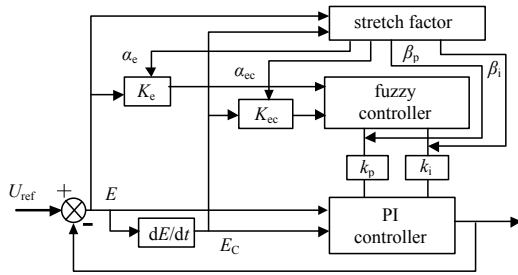 stretch factor
αe
βp
βi
αec
Ke
Kec
fuzzy
controller
kp
ki
Uref
+
E
-
dE/dt
EC
PI
controller